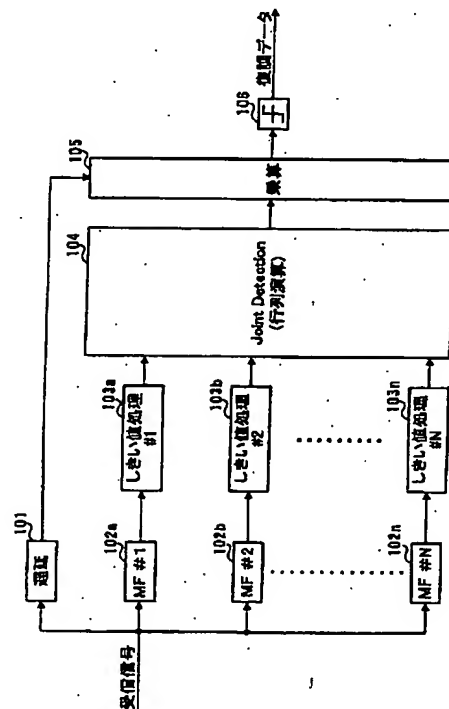 受信信号
101
遅延
102a
MF #1
103a
しきい値処理
#1
102b
MF #2
103b
しきい値処理
#2
102n
MF #N
103n
しきい値処理
#N
104
Joint Detection
(行列演算)
105
乗算
106
復調データ